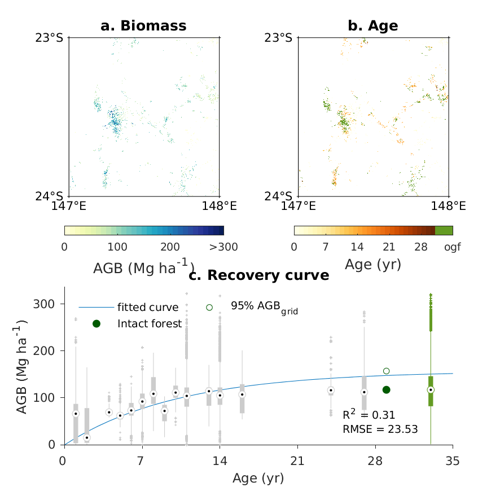 a. Biomass
b. Age
23°S
23°S
24°S
24°S
147°E
148°E
147°E
148°E
0 100 200 >300
0 7 14 21 28 ogf
AGB (Mg ha⁻¹)
Age (yr)
c. Recovery curve
300
200
100
0
AGB (Mg ha⁻¹)
fitted curve
Intact forest
95% AGB_grid
R² = 0.31
RMSE = 23.53
0 7 14 21 28 35
Age (yr)